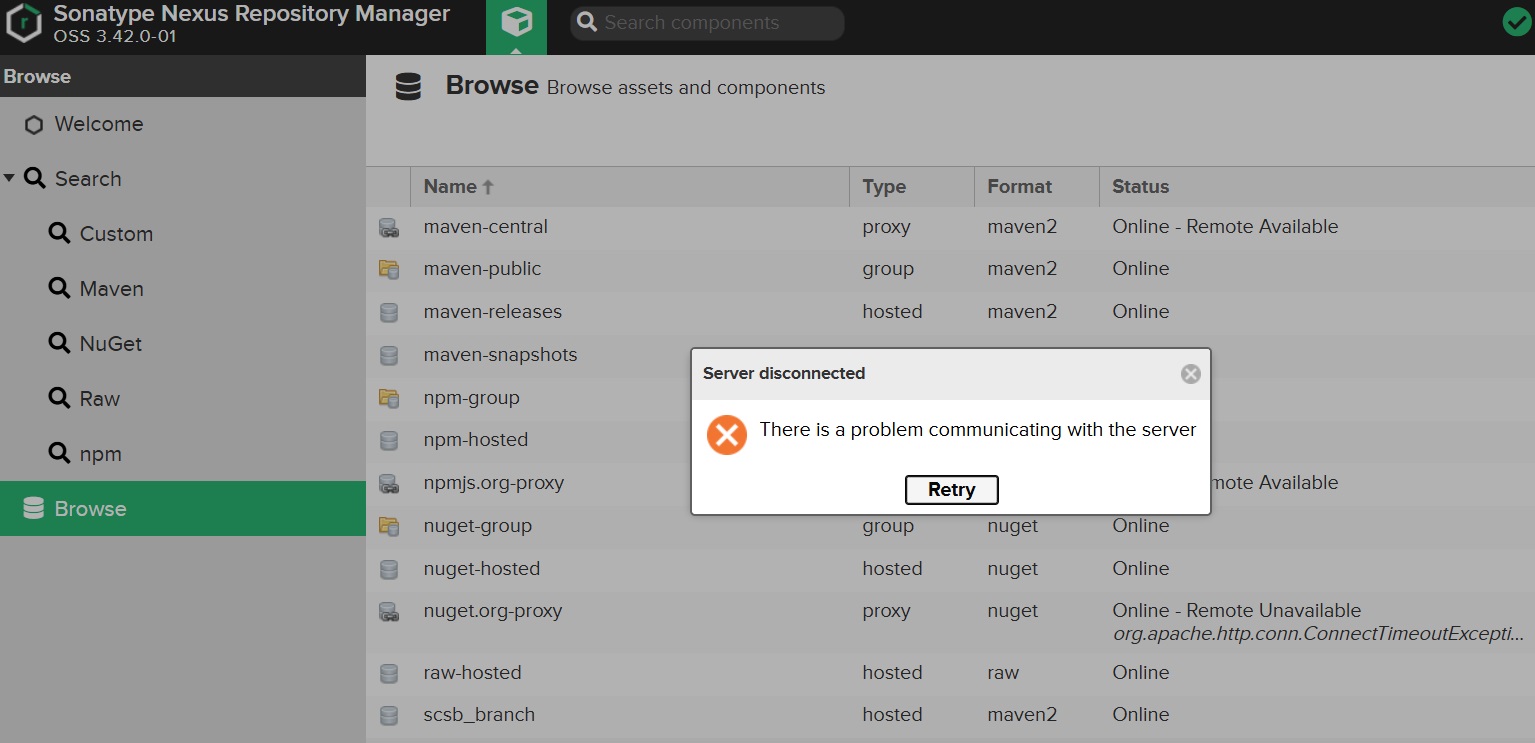 Sonatype Nexus Repository Manager
OSS 3.42.0-01
Search components
Browse
Welcome
Search
Custom
Maven
NuGet
Raw
npm
Browse
Browse Browse assets and components
Name Type Format Status
maven-central proxy maven2 Online - Remote Available
maven-public group maven2 Online
maven-releases hosted maven2 Online
maven-snapshots
npm-group
npm-hosted
npmjs.org-proxy Available
nuget-group group nuget Online
nuget-hosted hosted nuget Online
nuget.org-proxy proxy nuget Online - Remote Unavailable
org.apache.http.conn.ConnectTimeoutExcepti...
raw-hosted hosted raw Online
scsb_branch hosted maven2 Online
Server disconnected
There is a problem communicating with the server
Retry